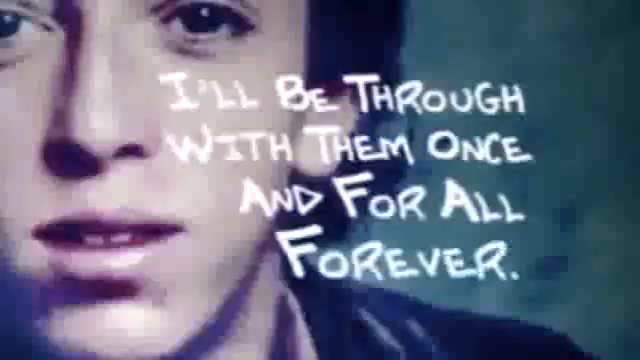 I'LL BE THROUGH
WITH THEM ONCE
AND FOR ALL
FOREVER.